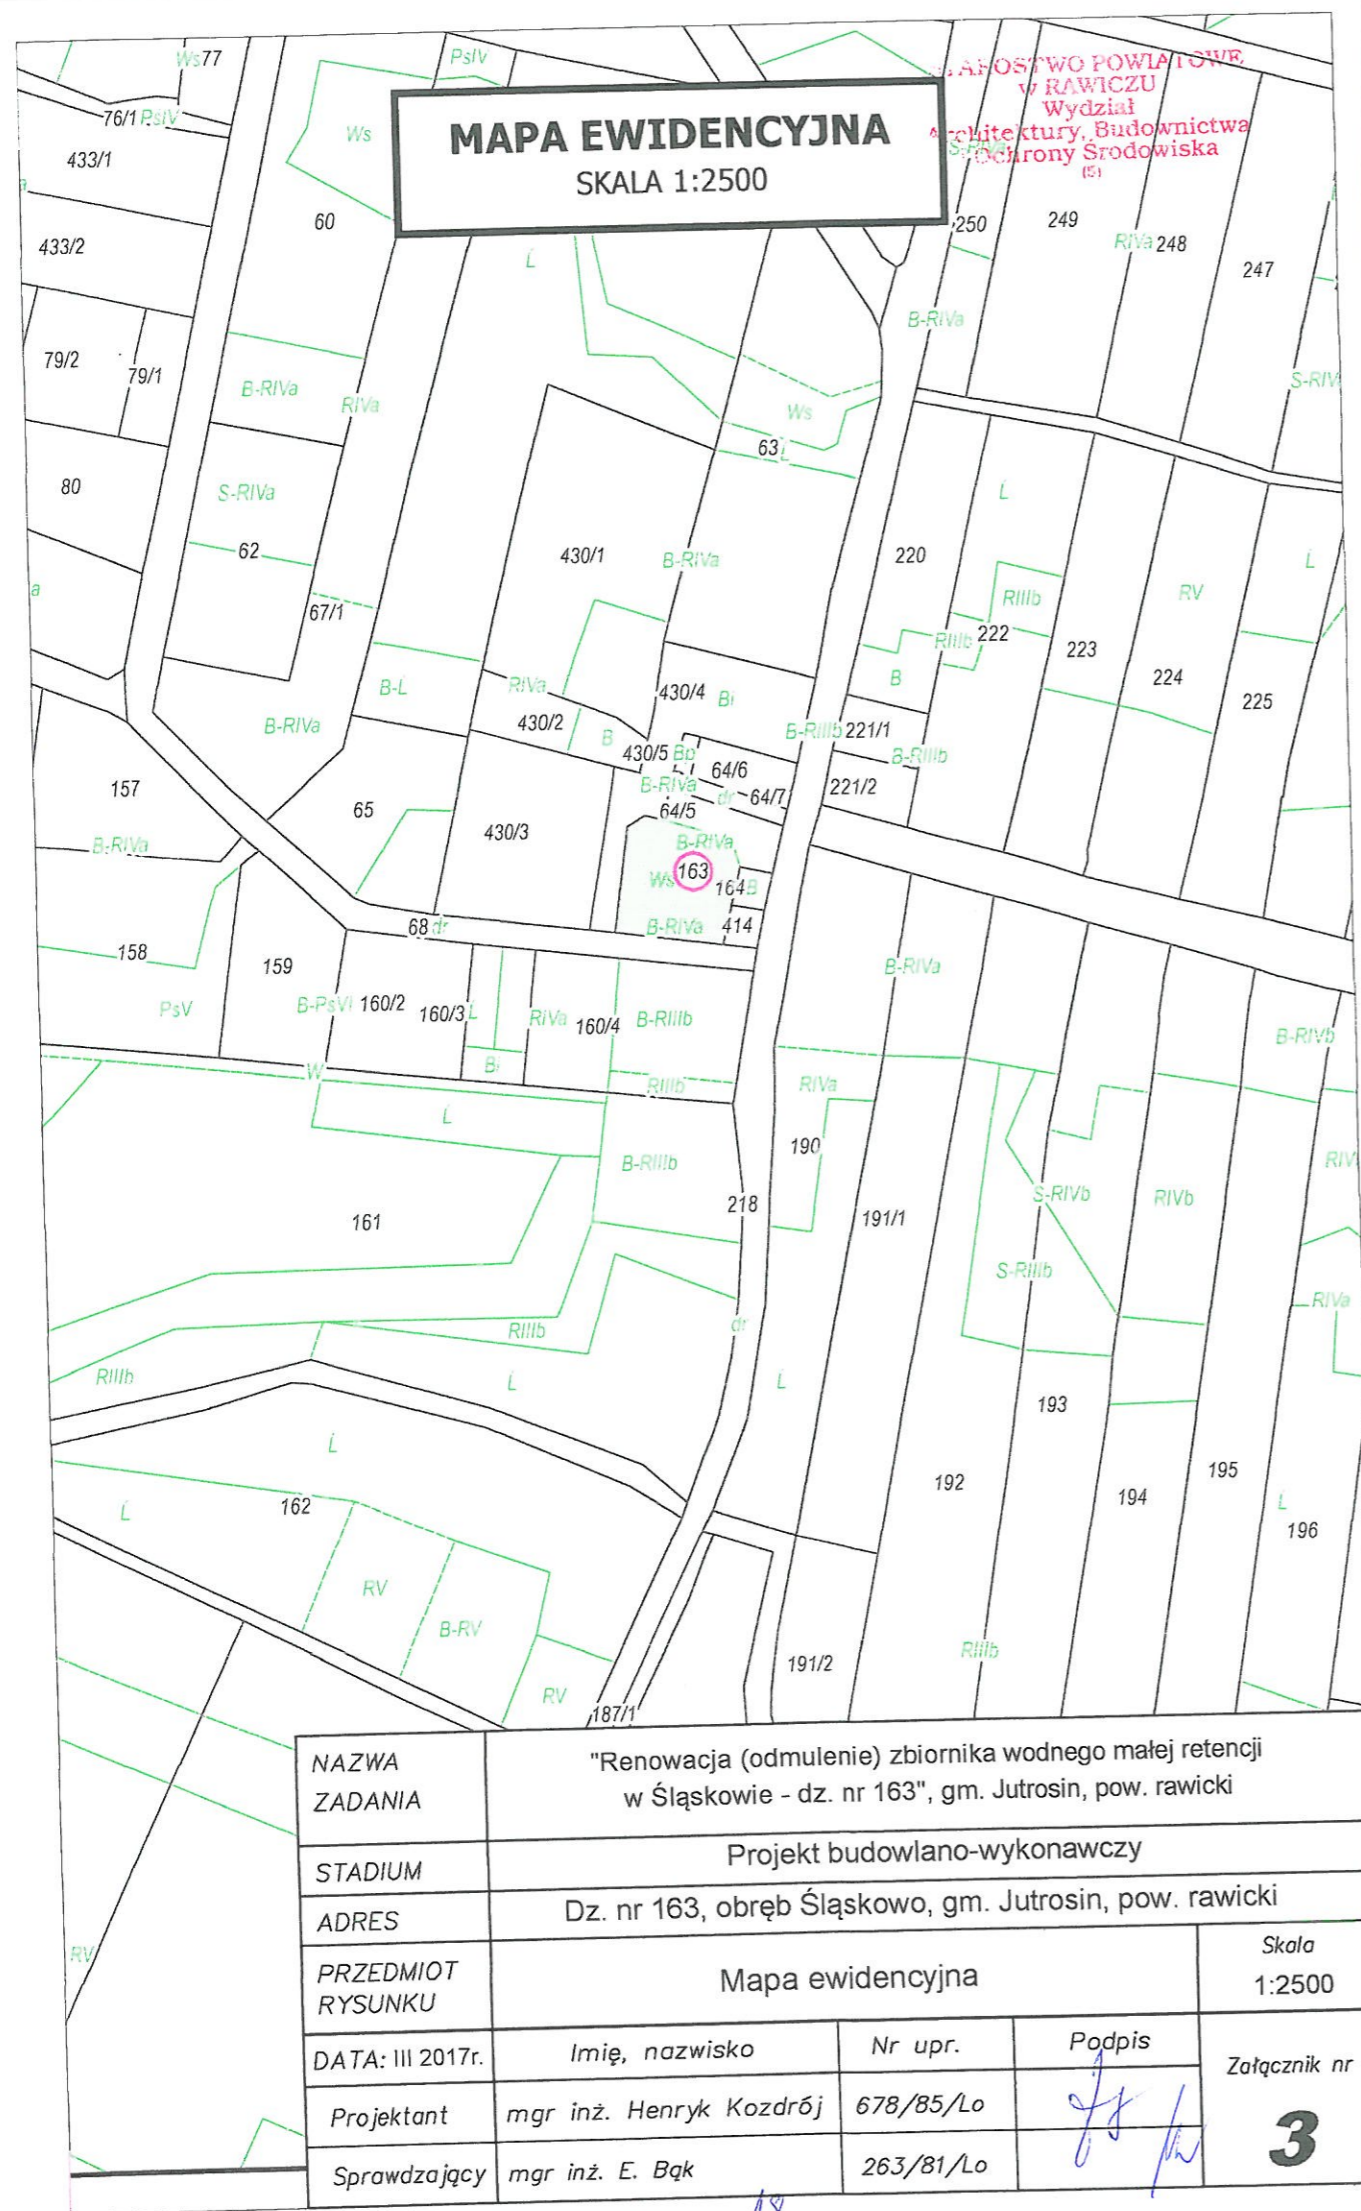 MAPA EWIDENCYJNA
SKALA 1:2500
STAROSTWO POWIATOWE
W RAWICZU
Wydział
Architektury, Budownictwa
Ochrony Środowiska
(5)
Ws 77
PsIV
76/1 PsIV
Ws
433/1
S-RIVa
60
250
249
RIVa 248
247
433/2
L
B-RIVa
79/2
79/1
B-RIVa
RIVa
S-RIV
Ws
63 L
80
S-RIVa
L
62
430/1
B-RIVa
220
L
a
RIIIb
RV
67/1
RIIIb 222
223
224
225
B-L
RIVa
430/4
Bi
B
B-RIVa
430/2
B
430/5 Bp
B-RIIIb 221/1
B-RIIIb
157
64/6
B-RIVa
dr 64/7
221/2
65
64/5
430/3
B-RIVa
B-RIVa
Ws 163
164 B
68 dr
B-RIVa 414
158
159
B-RIVa
PsV
B-PsVI 160/2
160/3 L
RIVa 160/4
B-RIIIb
B-RIVb
W
Bi
RIIIb
RIVa
L
190
B-RIIIb
RIV
S-RIVb
RIVb
161
218
191/1
S-RIIIb
RIVa
RIIIb
dr
RIIIb
L
L
193
L
192
194
195
L
162
L
196
RV
B-RV
191/2
RIIIb
RV
187/1
RV
NAZWA ZADANIA
"Renowacja (odmulenie) zbiornika wodnego małej retencji
w Śląskowie - dz. nr 163", gm. Jutrosin, pow. rawicki
STADIUM Projekt budowlano-wykonawczy
ADRES Dz. nr 163, obręb Śląskowo, gm. Jutrosin, pow. rawicki
PRZEDMIOT RYSUNKU
Mapa ewidencyjna
Skala
1:2500
DATA: III 2017r. Imię, nazwisko Nr upr. Podpis
Załącznik nr
3
Projektant mgr inż. Henryk Kozdrój 678/85/Lo
Sprawdzający mgr inż. E. Bąk 263/81/Lo
18